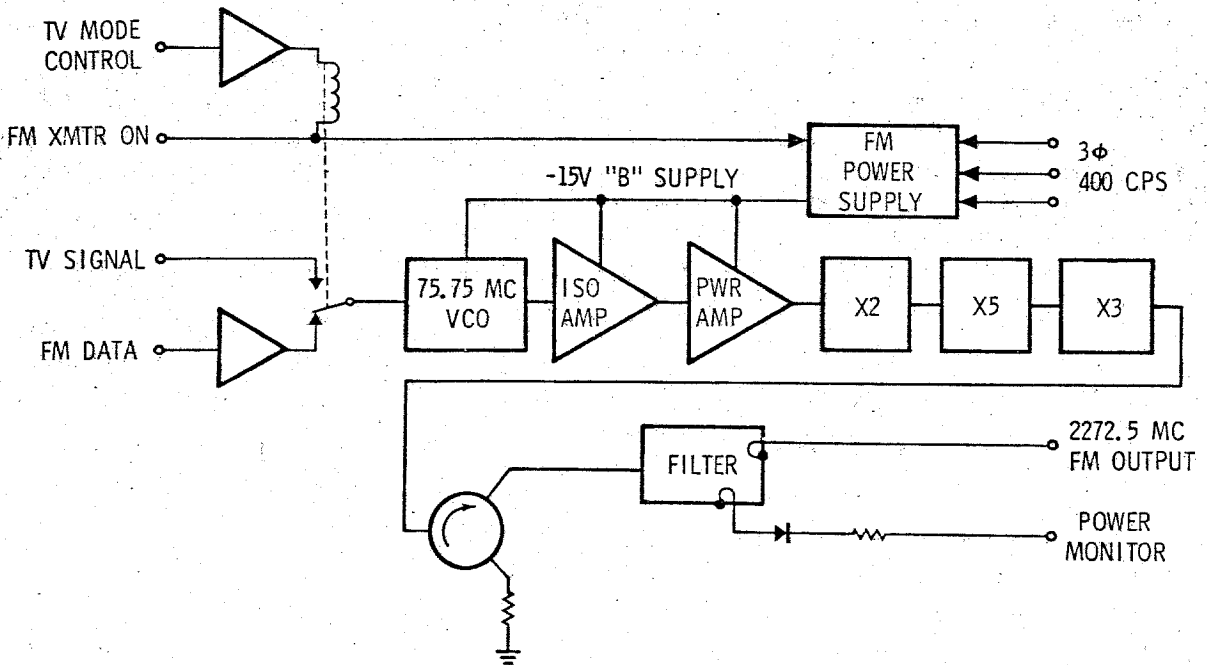 TV MODE
CONTROL
FM XMTR ON
FM
POWER
SUPPLY
3ϕ
400 CPS
-15V "B" SUPPLY
TV SIGNAL
75.75 MC
VCO
ISO
AMP
PWR
AMP
X2
X5
X3
FM DATA
FILTER
2272.5 MC
FM OUTPUT
POWER
MONITOR